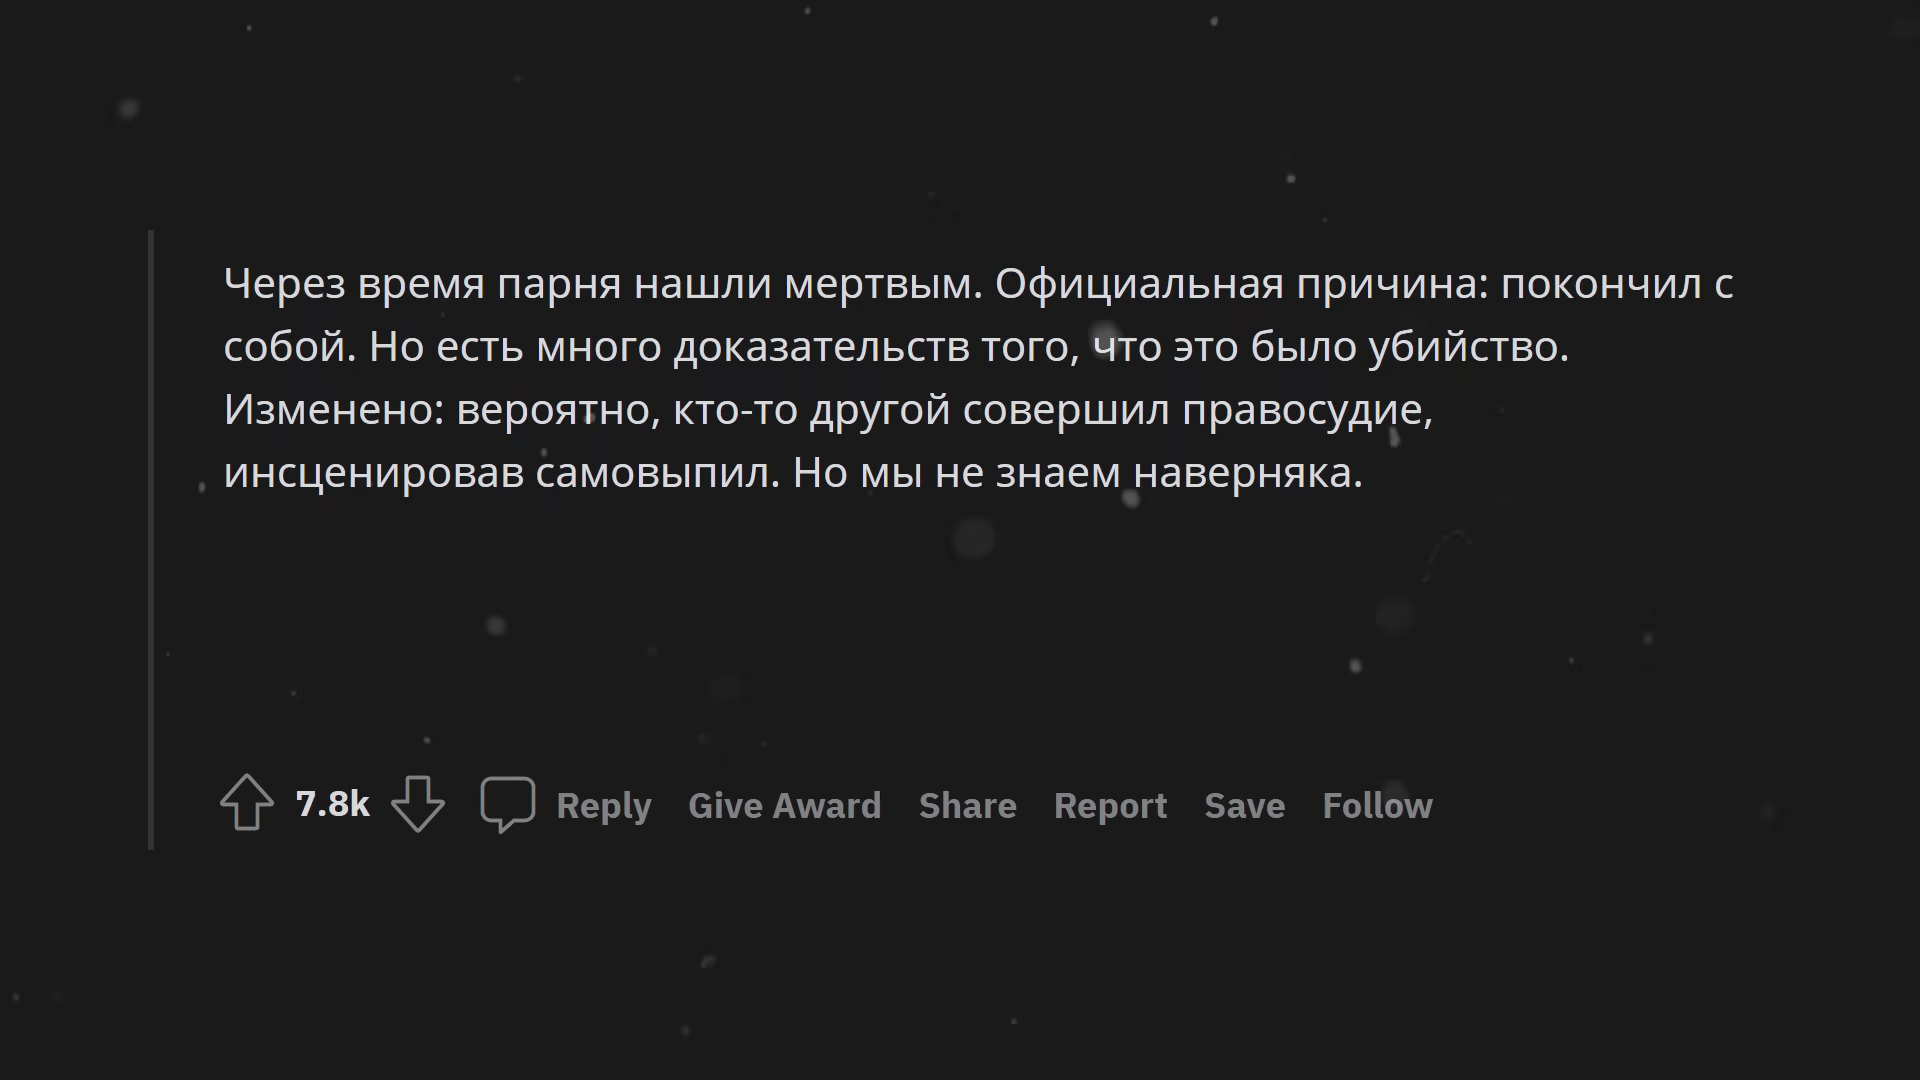 Через время парня нашли мертвым. Официальная причина: покончил с
собой. Но есть много доказательств того, что это было убийство.
Изменено: вероятно, кто-то другой совершил правосудие,
инсценировав самовыпил. Но мы не знаем наверняка.
7.8k Reply Give Award Share Report Save Follow